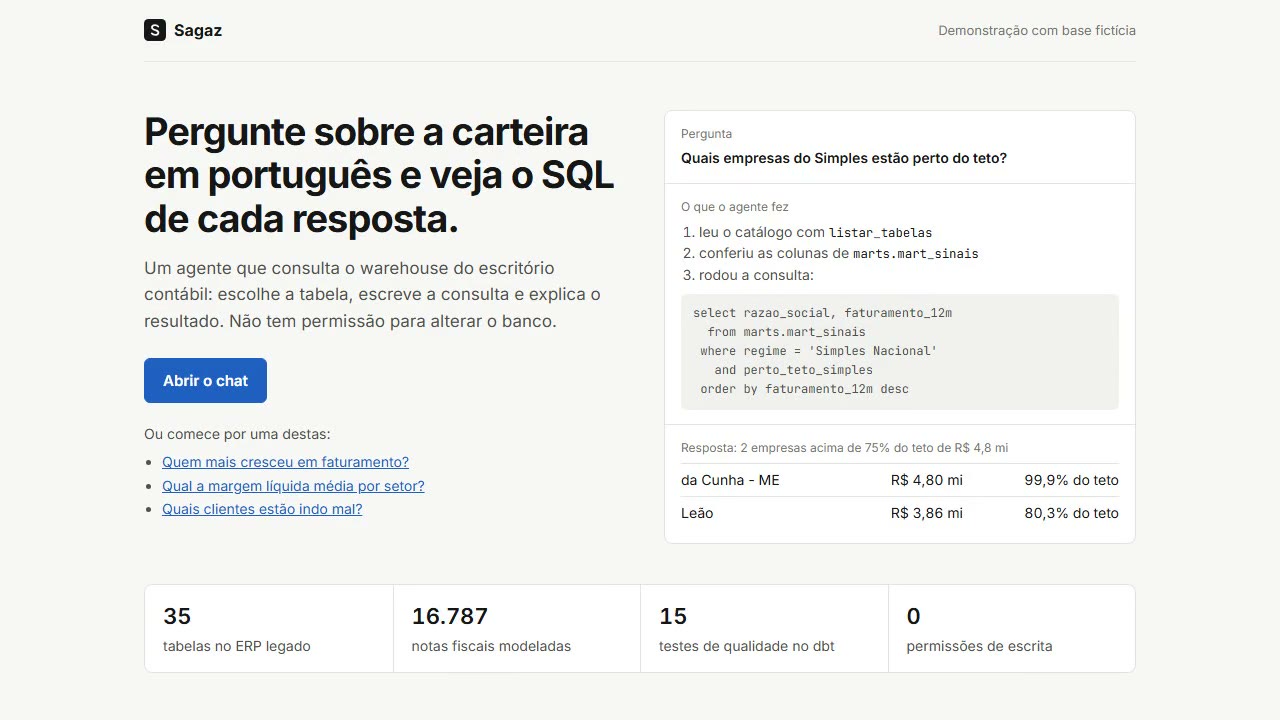 S Sagaz
Demonstração com base fictícia
Pergunte sobre a carteira
em português e veja o SQL
de cada resposta.
Um agente que consulta o warehouse do escritório
contábil: escolhe a tabela, escreve a consulta e explica o
resultado. Não tem permissão para alterar o banco.
Abrir o chat
Ou comece por uma destas:
• Quem mais cresceu em faturamento?
• Qual a margem líquida média por setor?
• Quais clientes estão indo mal?
Pergunta
Quais empresas do Simples estão perto do teto?
O que o agente fez
1. leu o catálogo com listar_tabelas
2. conferiu as colunas de marts.mart_sinais
3. rodou a consulta:
select razao_social, faturamento_12m
from marts.mart_sinais
where regime = 'Simples Nacional'
and perto_teto_simples
order by faturamento_12m desc
Resposta: 2 empresas acima de 75% do teto de R$ 4,8 mi
da Cunha - ME R$ 4,80 mi 99,9% do teto
Leão R$ 3,86 mi 80,3% do teto
35
tabelas no ERP legado
16.787
notas fiscais modeladas
15
testes de qualidade no dbt
0
permissões de escrita